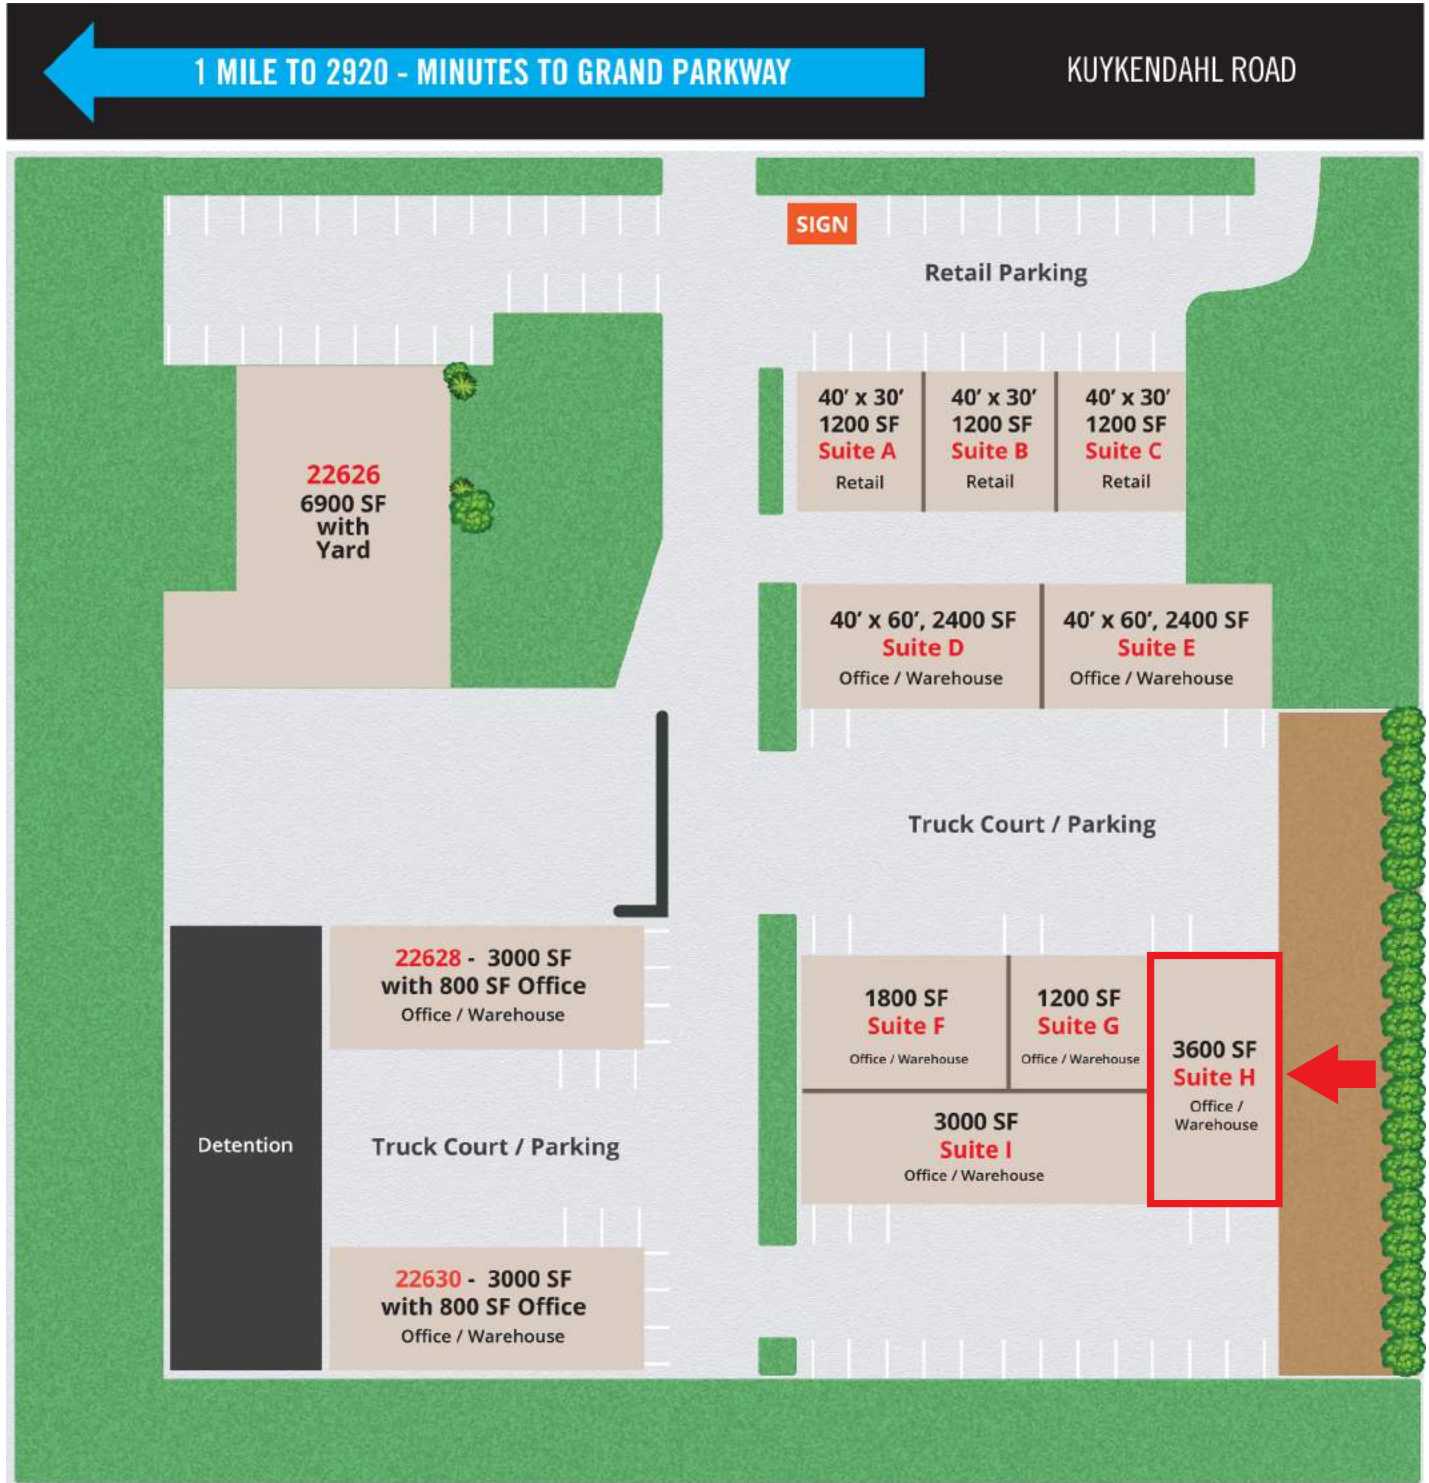 1 MILE TO 2920 - MINUTES TO GRAND PARKWAY
KUYKENDAHL ROAD
SIGN
Retail Parking
40’ x 30’
1200 SF
Suite A
Retail
40’ x 30’
1200 SF
Suite B
Retail
40’ x 30’
1200 SF
Suite C
Retail
22626
6900 SF
with
Yard
40’ x 60’, 2400 SF
Suite D
Office / Warehouse
40’ x 60’, 2400 SF
Suite E
Office / Warehouse
Truck Court / Parking
22628 - 3000 SF
with 800 SF Office
Office / Warehouse
1800 SF
Suite F
Office / Warehouse
1200 SF
Suite G
Office / Warehouse
3600 SF
Suite H
Office /
Warehouse
3000 SF
Suite I
Office / Warehouse
Detention
Truck Court / Parking
22630 - 3000 SF
with 800 SF Office
Office / Warehouse